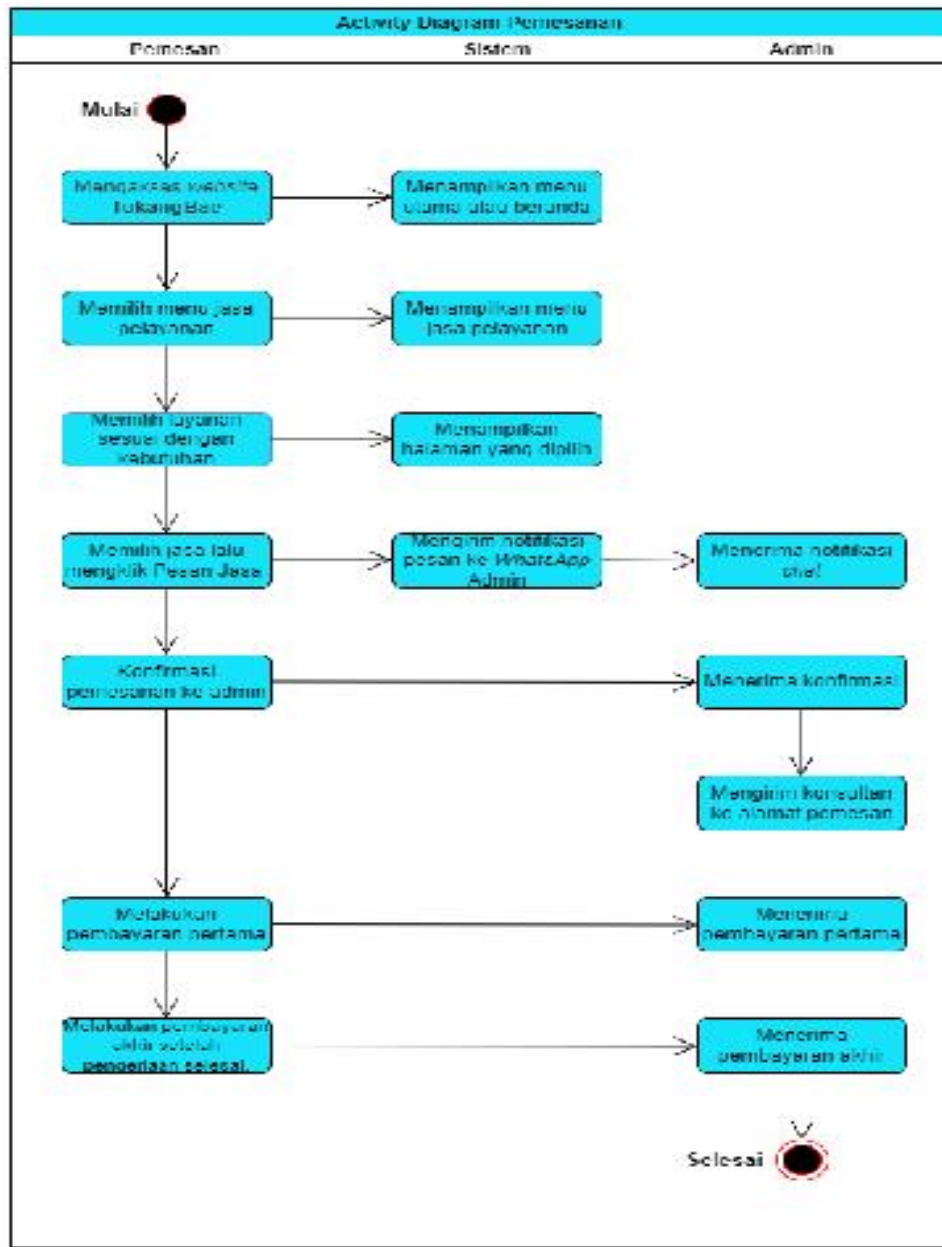 Activity Diagram Pemesanan
Pemesan
Sistem
Admin
Mulai
Mengakses website
TukangBae
Menampilkan menu
utama atau beranda
Memilih menu jasa
pelayanan
Menampilkan menu
jasa pelayanan
Memilih layanan
sesuai dengan
kebutuhan
Menampilkan
halaman yang dipilih
Memilih jasa lalu
mengklik Pesan Jasa
Mengirim notifikasi
pesan ke WhatsApp
Admin
Menerima notifikasi
chat
Konfirmasi
pemesanan ke admin
Menerima konfirmasi
Mengirim konsultan
ke alamat pemesan
Melakukan
pembayaran pertama
Menerima
pembayaran pertama
Melakukan pembayaran
akhir setelah
pengerjaan selesai.
Menerima
pembayaran akhir
Selesai